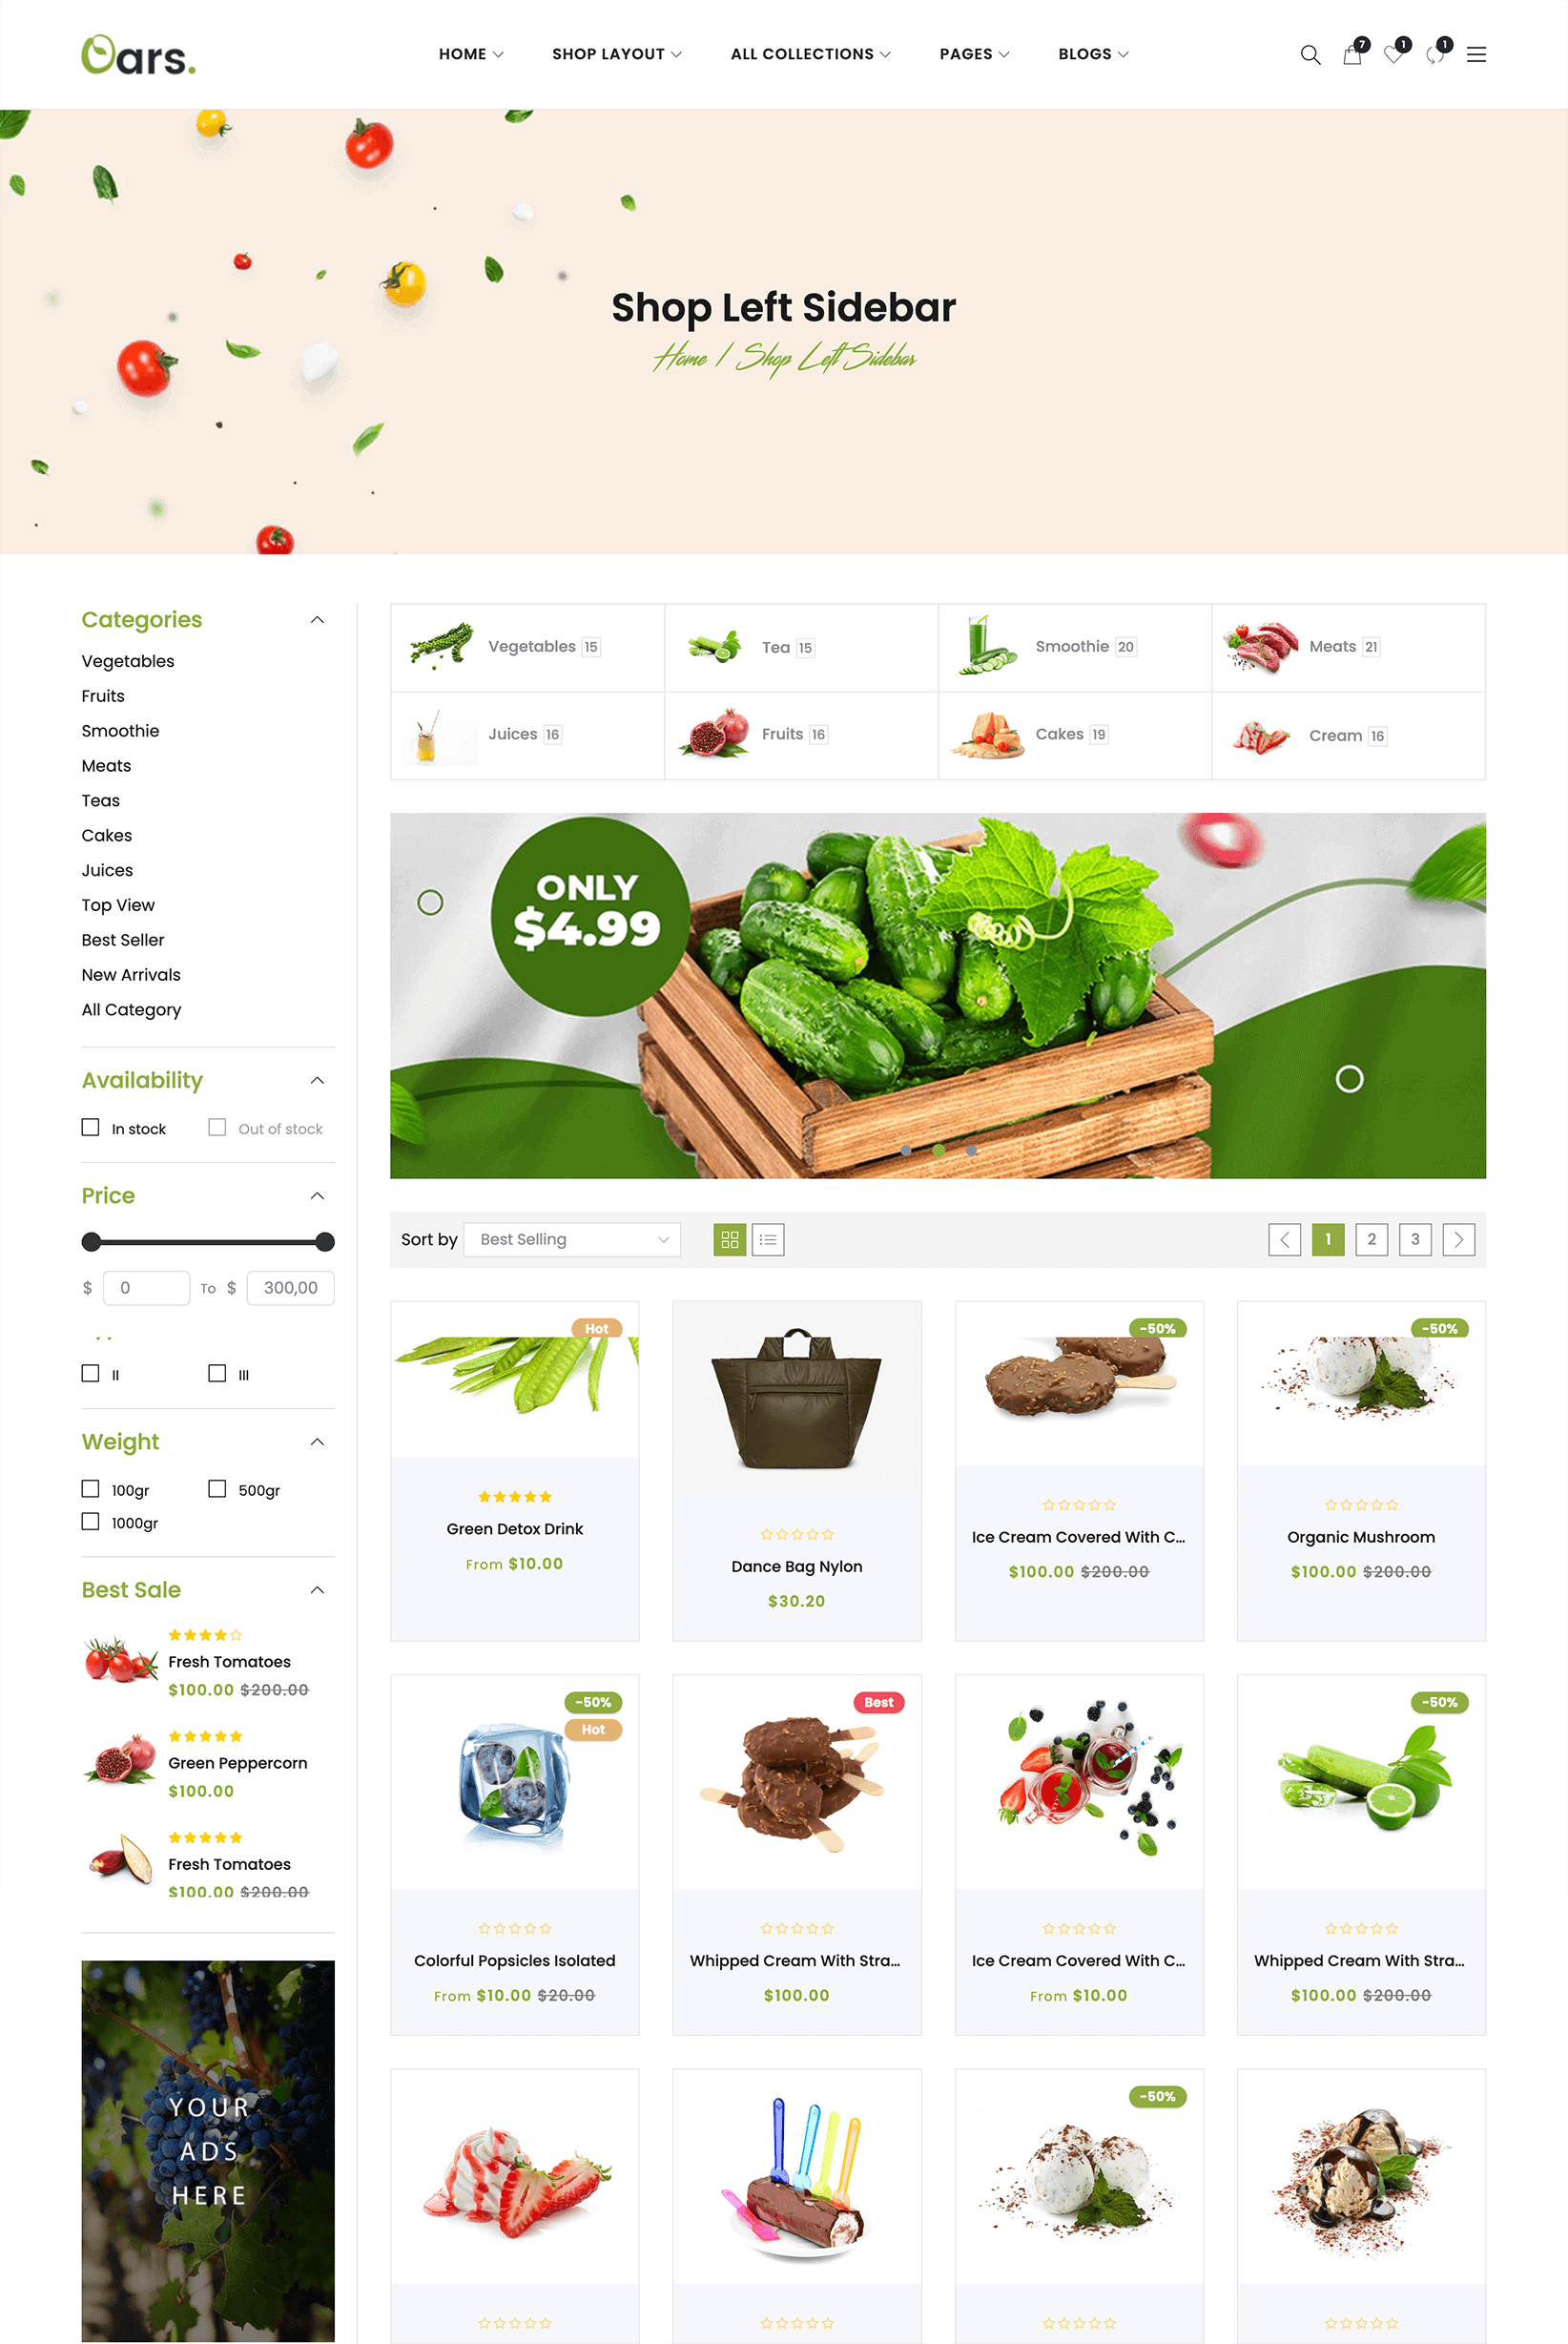 Oars.
HOME SHOP LAYOUT ALL COLLECTIONS PAGES BLOGS
7 1 1
Shop Left Sidebar
Home / Shop Left Sidebar
Categories
Vegetables
Fruits
Smoothie
Meats
Teas
Cakes
Juices
Top View
Best Seller
New Arrivals
All Category
Availability
In stock Out of stock
Price
$ 0 To $ 300,00
II III
Weight
100gr 500gr
1000gr
Best Sale
Fresh Tomatoes
$100.00 $200.00
Green Peppercorn
$100.00
Fresh Tomatoes
$100.00 $200.00
YOUR
ADS
HERE
Vegetables 15 Tea 15 Smoothie 20 Meats 21
Juices 16 Fruits 16 Cakes 19 Cream 16
ONLY
$4.99
Sort by Best Selling 1 2 3
Hot
Green Detox Drink
From $10.00
Dance Bag Nylon
$30.20
-50%
Ice Cream Covered With C...
$100.00 $200.00
-50%
Organic Mushroom
$100.00 $200.00
-50%
Hot
Colorful Popsicles Isolated
From $10.00 $20.00
Best
Whipped Cream With Stra...
$100.00
Ice Cream Covered With C...
From $10.00
-50%
Whipped Cream With Stra...
$100.00 $200.00
-50%